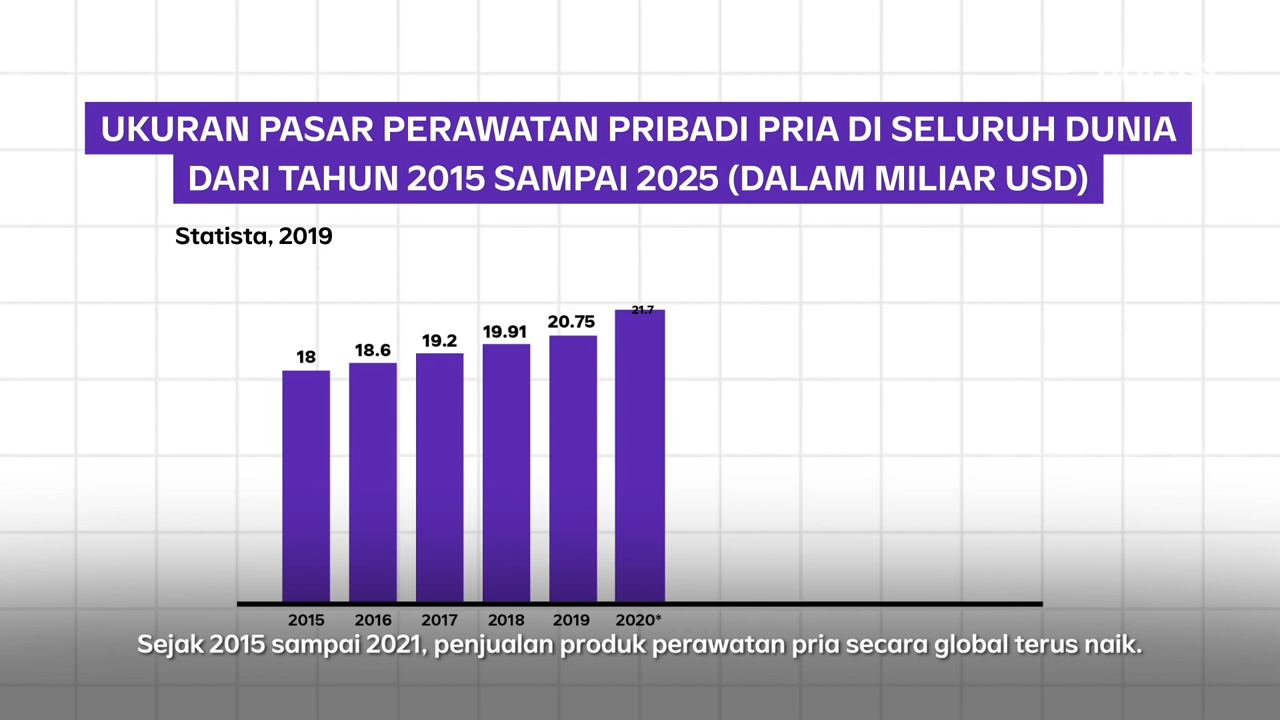 UKURAN PASAR PERAWATAN PRIBADI PRIA DI SELURUH DUNIA
DARI TAHUN 2015 SAMPAI 2025 (DALAM MILIAR USD)
Statista, 2019
18 18.6 19.2 19.91 20.75 21.7
2015 2016 2017 2018 2019 2020*
Sejak 2015 sampai 2021, penjualan produk perawatan pria secara global terus naik.